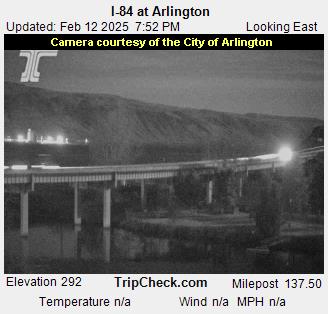 I-84 at Arlington
Updated: Feb 12 2025 7:52 PM Looking East
Camera courtesy of the City of Arlington
Elevation 292 TripCheck.com Milepost 137.50
Temperature n/a Wind n/a MPH n/a